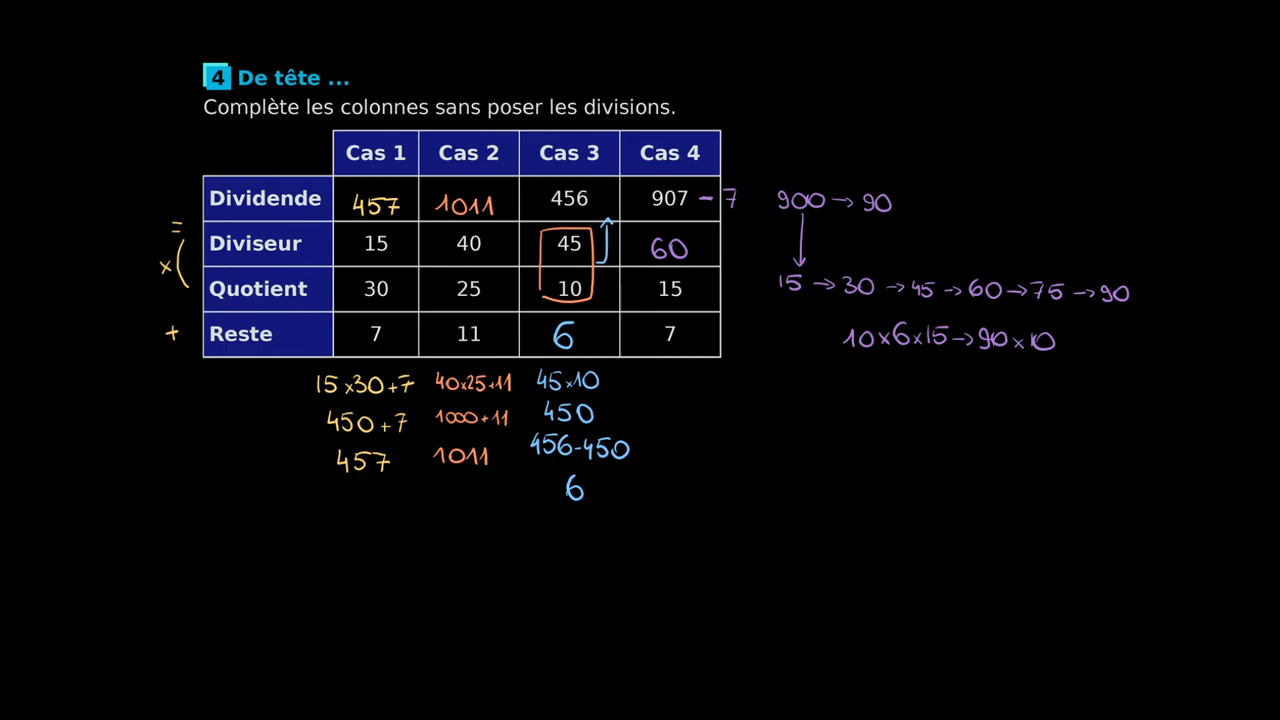 4 De tête ...
Complète les colonnes sans poser les divisions.
Cas 1 Cas 2 Cas 3 Cas 4
Dividende 457 1011 456 907 - 7 900 → 90
=
Diviseur 15 40 45 60
x (
Quotient 30 25 10 15 15 → 30 → 45 → 60 → 75 → 90
+ Reste 7 11 6 7 10 x 6 x 15 → 90 x 10
15 x 30 + 7 40 x 25 + 11 45 x 10
450 + 7 1000 + 11 450
457 1011 456 - 450
6